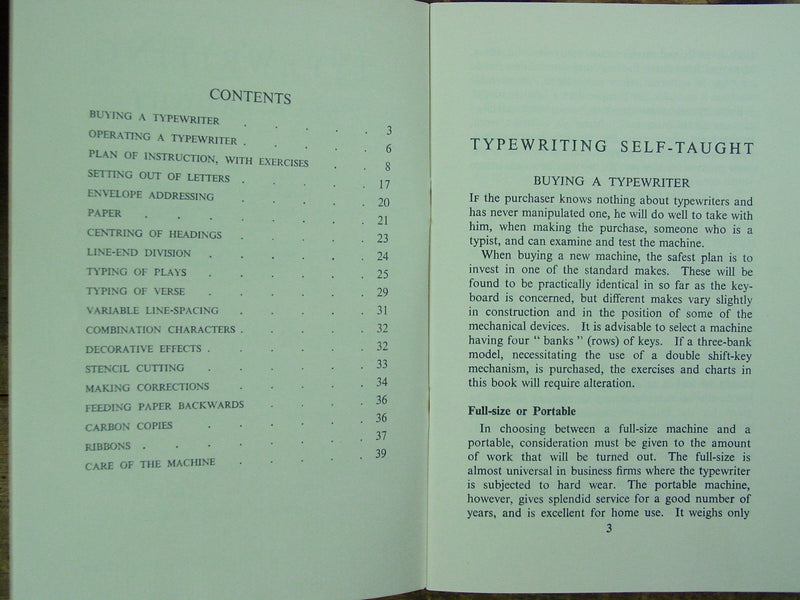 CONTENTS
BUYING A TYPEWRITER . . . . 3
OPERATING A TYPEWRITER . . . . 6
PLAN OF INSTRUCTION, WITH EXERCISES . . 8
SETTING OUT OF LETTERS . . . . 17
ENVELOPE ADDRESSING . . . . 20
PAPER . . . . . . 21
CENTRING OF HEADINGS . . . . 23
LINE-END DIVISION . . . . . 24
TYPING OF PLAYS . . . . . 25
TYPING OF VERSE . . . . . 29
VARIABLE LINE-SPACING . . . . 31
COMBINATION CHARACTERS . . . . 32
DECORATIVE EFFECTS . . . . . 32
STENCIL CUTTING . . . . . 33
MAKING CORRECTIONS . . . . 34
FEEDING PAPER BACKWARDS . . . . 36
CARBON COPIES . . . . . 36
RIBBONS . . . . . . 37
CARE OF THE MACHINE . . . . 39
TYPEWRITING SELF-TAUGHT
BUYING A TYPEWRITER
IF the purchaser knows nothing about typewriters and
has never manipulated one, he will do well to take with
him, when making the purchase, someone who is a
typist, and can examine and test the machine.
When buying a new machine, the safest plan is to
invest in one of the standard makes. These will be
found to be practically identical in so far as the key-
board is concerned, but different makes vary slightly
in construction and in the position of some of the
mechanical devices. It is advisable to select a machine
having four “ banks ” (rows) of keys. If a three-bank
model, necessitating the use of a double shift-key
mechanism, is purchased, the exercises and charts in
this book will require alteration.
Full-size or Portable
In choosing between a full-size machine and a
portable, consideration must be given to the amount
of work that will be turned out. The full-size is
almost universal in business firms where the typewriter
is subjected to hard wear. The portable machine,
however, gives splendid service for a good number of
years, and is excellent for home use. It weighs only
3